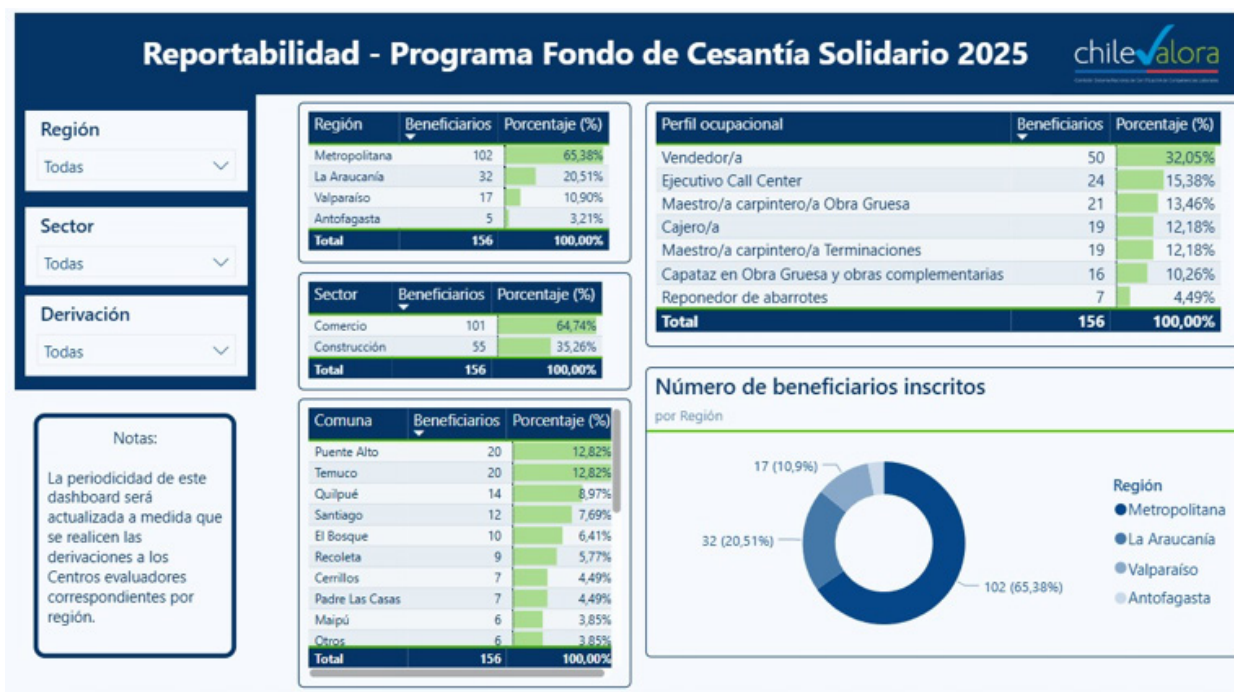 Reportabilidad - Programa Fondo de Cesantía Solidario 2025
chilevalora
Región
Todas
Sector
Todas
Derivación
Todas
Notas:
La periodicidad de este
dashboard será
actualizada a medida que
se realicen las
derivaciones a los
Centros evaluadores
correspondientes por
región.
Región Beneficiarios Porcentaje (%)
Metropolitana 102 65,38%
La Araucanía 32 20,51%
Valparaíso 17 10,90%
Antofagasta 5 3,21%
Total 156 100,00%
Sector Beneficiarios Porcentaje (%)
Comercio 101 64,74%
Construcción 55 35,26%
Total 156 100,00%
Comuna Beneficiarios Porcentaje (%)
Puente Alto 20 12,82%
Temuco 20 12,82%
Quilpué 14 8,97%
Santiago 12 7,69%
El Bosque 10 6,41%
Recoleta 9 5,77%
Cerrillos 7 4,49%
Padre Las Casas 7 4,49%
Maipú 6 3,85%
Otros 6 3,85%
Total 156 100,00%
Perfil ocupacional Beneficiarios Porcentaje (%)
Vendedor/a 50 32,05%
Ejecutivo Call Center 24 15,38%
Maestro/a carpintero/a Obra Gruesa 21 13,46%
Cajero/a 19 12,18%
Maestro/a carpintero/a Terminaciones 19 12,18%
Capataz en Obra Gruesa y obras complementarias 16 10,26%
Reponedor de abarrotes 7 4,49%
Total 156 100,00%
Número de beneficiarios inscritos
por Región
17 (10,9%)
32 (20,51%)
102 (65,38%)
Región
Metropolitana
La Araucanía
Valparaíso
Antofagasta